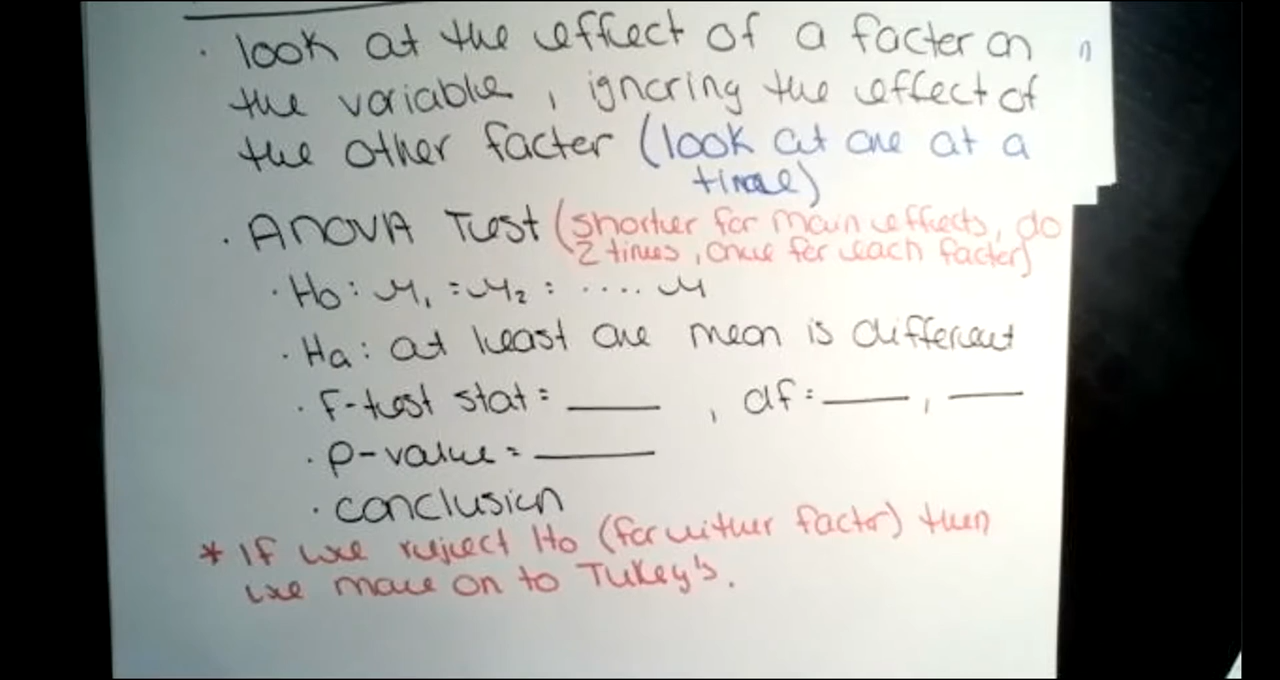 · look at the effect of a factor on
the variable, ignoring the effect of
the other factor (look at one at a
time)
· ANOVA Test (shorter for main effects, do
2 times, once for each factor)
· Ho: μ₁ = μ₂ = .... μ
· Ha: at least one mean is different
· F-test stat = ____ , df = ____ , ____
· p-value = ____
· conclusion
* If we reject Ho (for either factor) then
we move on to Tukey's.